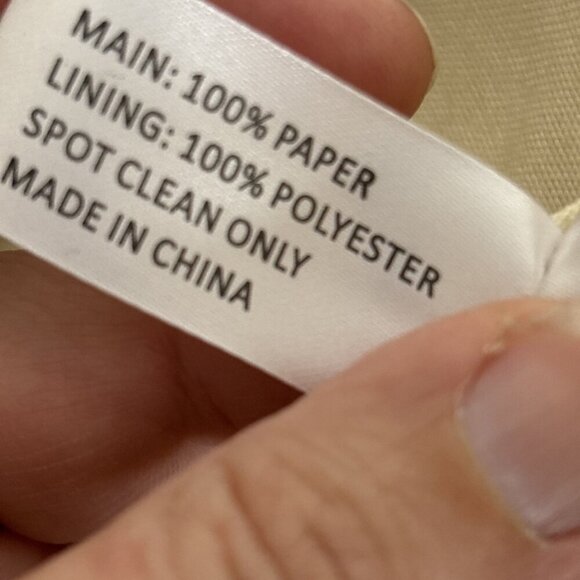 MAIN: 100% PAPER
LINING: 100% POLYESTER
SPOT CLEAN ONLY
MADE IN CHINA